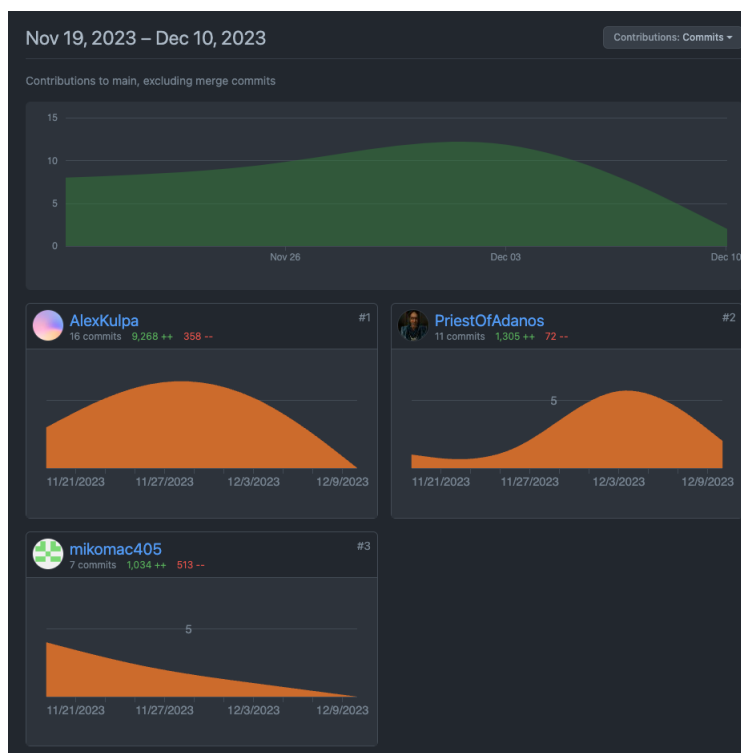 Nov 19, 2023 – Dec 10, 2023
Contributions: Commits
Contributions to main, excluding merge commits
15
10
5
0
Nov 26
Dec 03
Dec 10
AlexKulpa
#1
16 commits 9,268 ++ 358 --
11/21/2023 11/27/2023 12/3/2023 12/9/2023
PriestOfAdanos
#2
11 commits 1,305 ++ 72 --
5
11/21/2023 11/27/2023 12/3/2023 12/9/2023
mikomac405
#3
7 commits 1,034 ++ 513 --
5
11/21/2023 11/27/2023 12/3/2023 12/9/2023